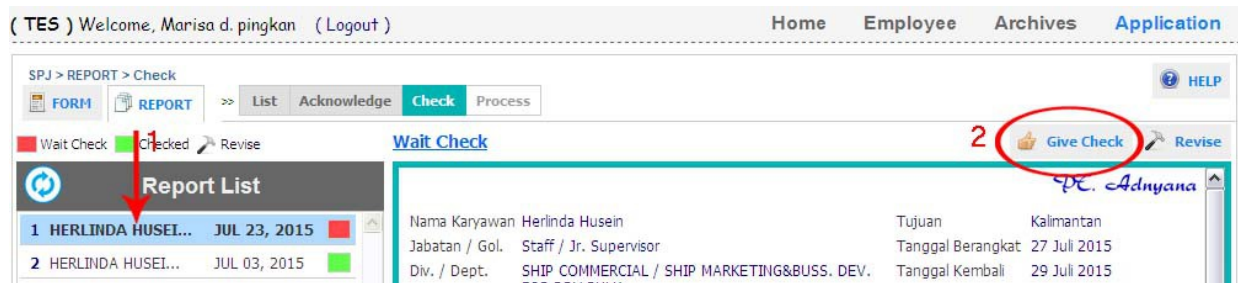 ( TES ) Welcome, Marisa d. pingkan ( Logout )
Home Employee Archives Application
SPJ > REPORT > Check
HELP
FORM REPORT >> List Acknowledge Check Process
1
Wait Check Checked Revise
Wait Check
2 Give Check Revise
Report List
PT. Adnyana
1 HERLINDA HUSEI... JUL 23, 2015
2 HERLINDA HUSEI... JUL 03, 2015
Nama Karyawan Herlinda Husein Tujuan Kalimantan
Jabatan / Gol. Staff / Jr. Supervisor Tanggal Berangkat 27 Juli 2015
Div. / Dept. SHIP COMMERCIAL / SHIP MARKETING&BUSS. DEV. Tanggal Kembali 29 Juli 2015